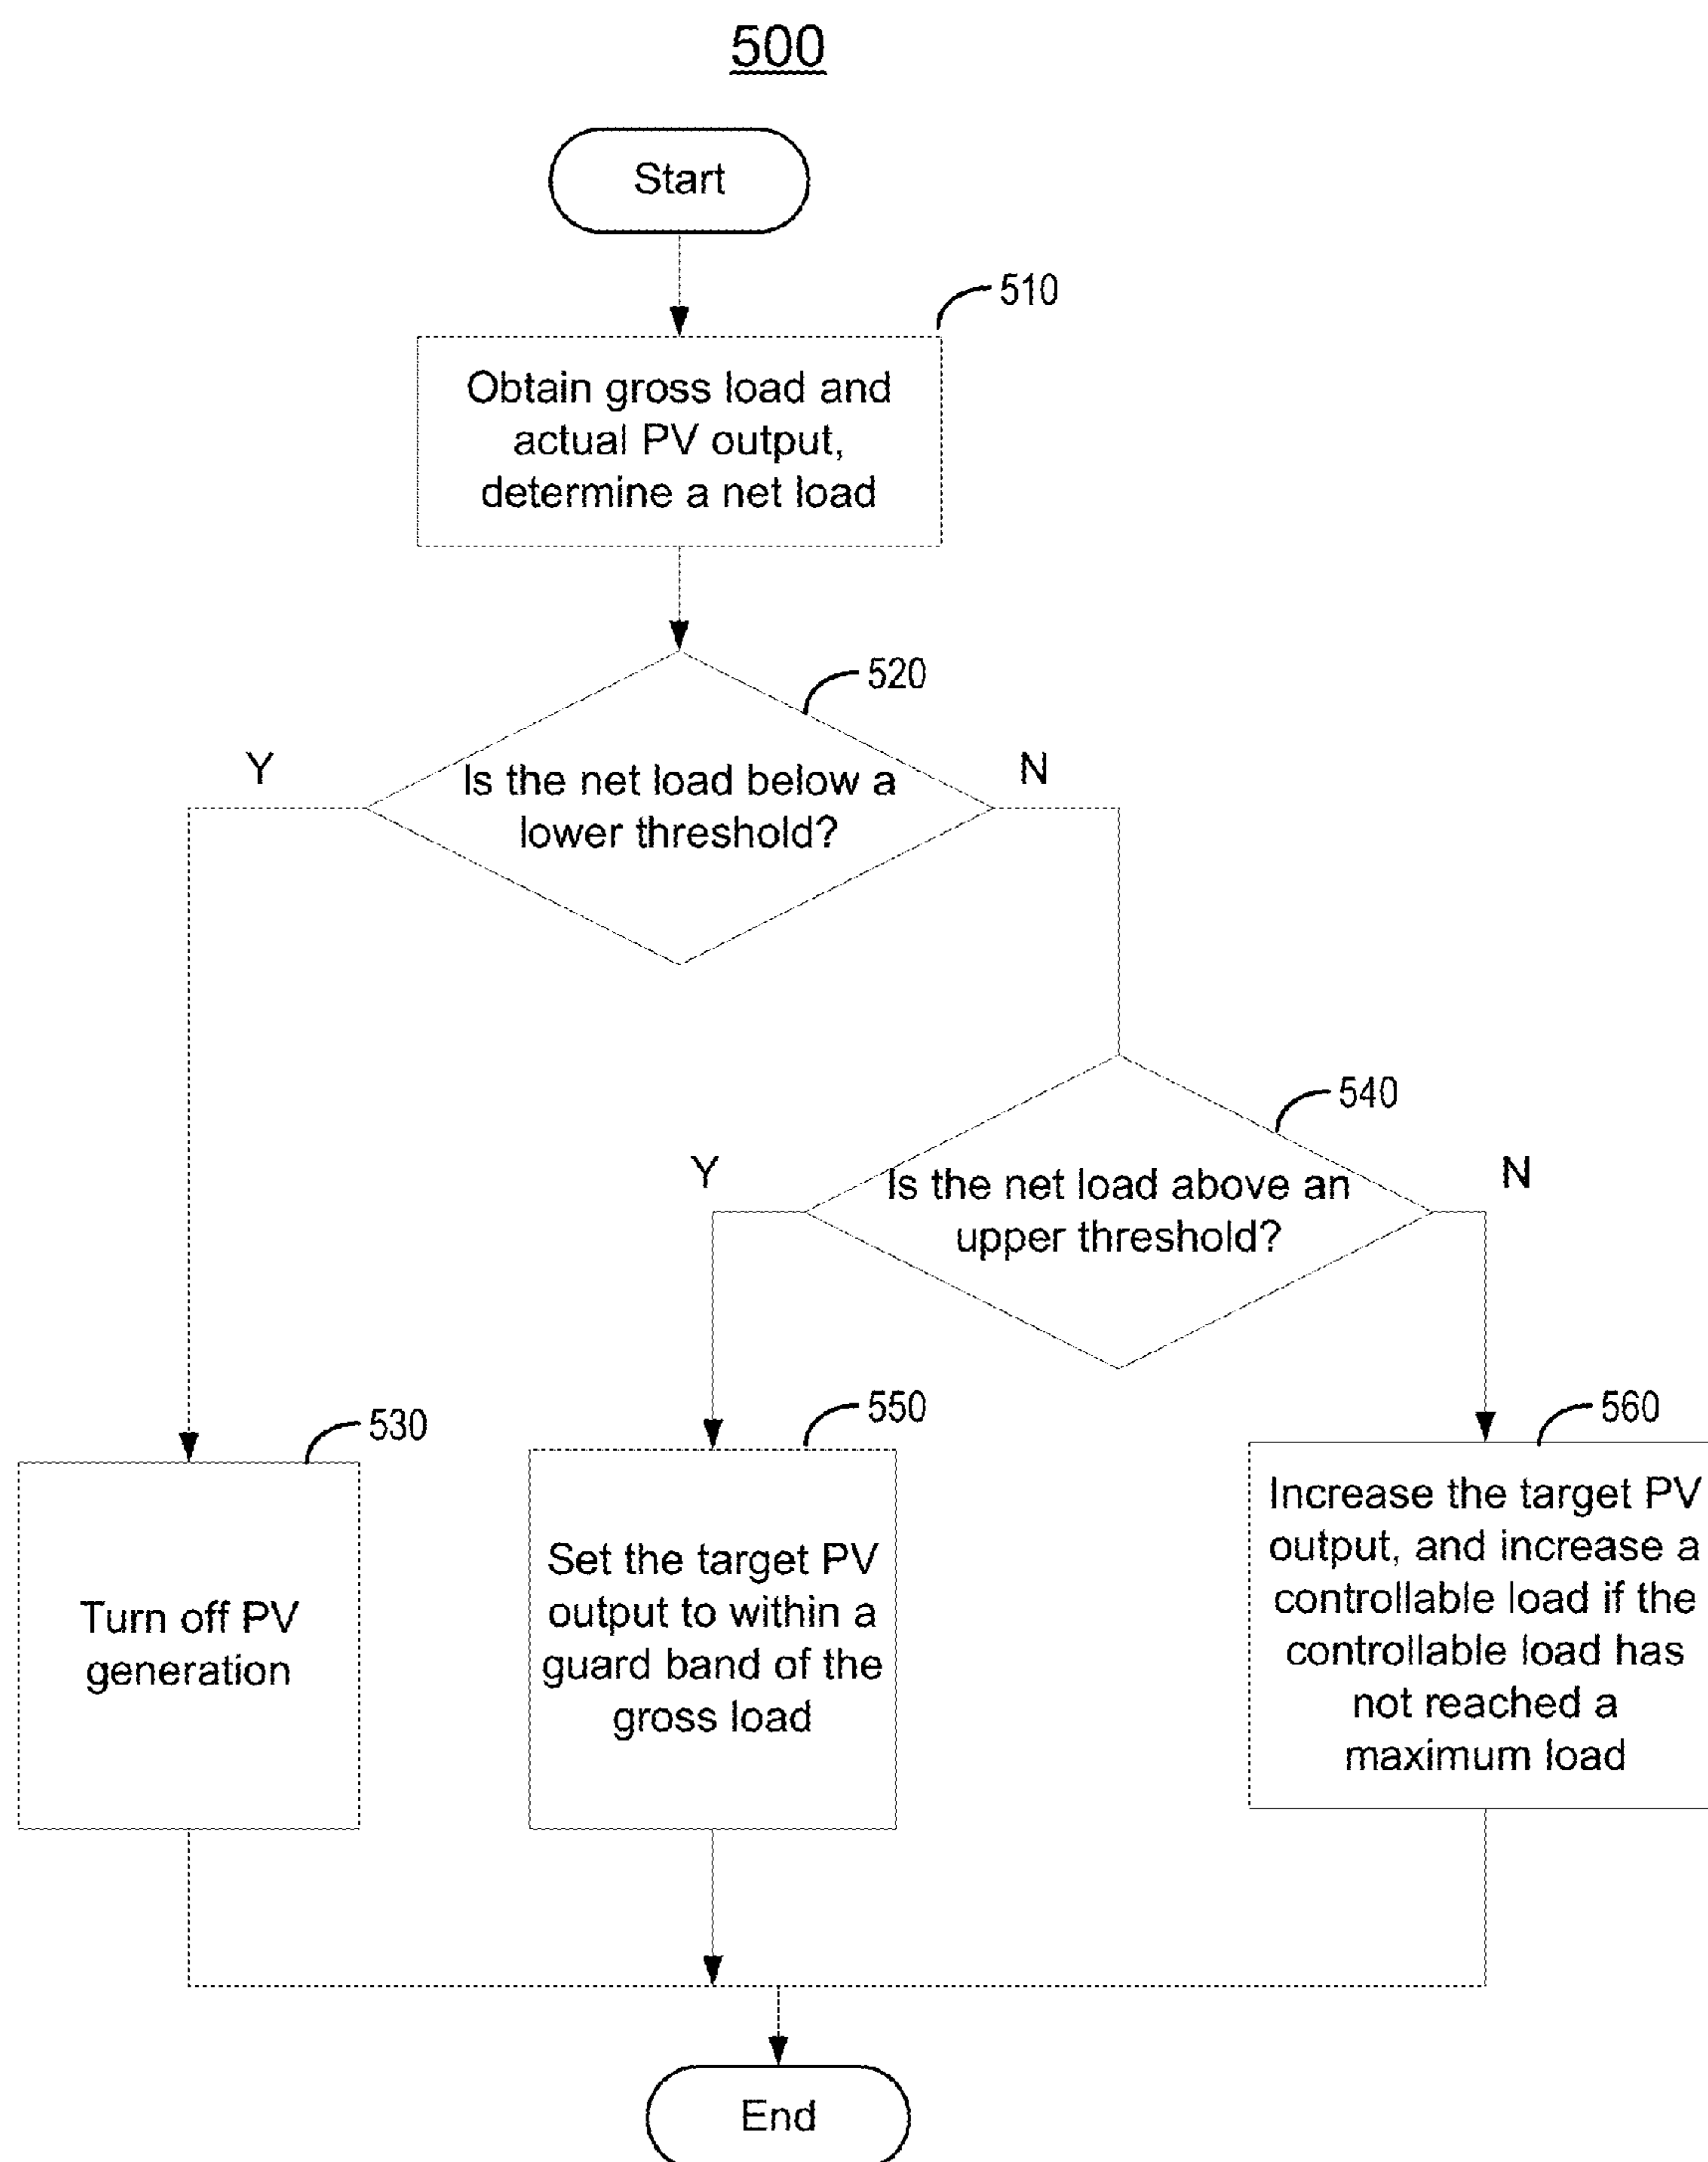 500
Start
510
Obtain gross load and
actual PV output,
determine a net load
520
Y
N
Is the net load below a
lower threshold?
540
Y
N
Is the net load above an
upper threshold?
530
Turn off PV
generation
550
Set the target PV
output to within a
guard band of the
gross load
560
Increase the target PV
output, and increase a
controllable load if the
controllable load has
not reached a
maximum load
End